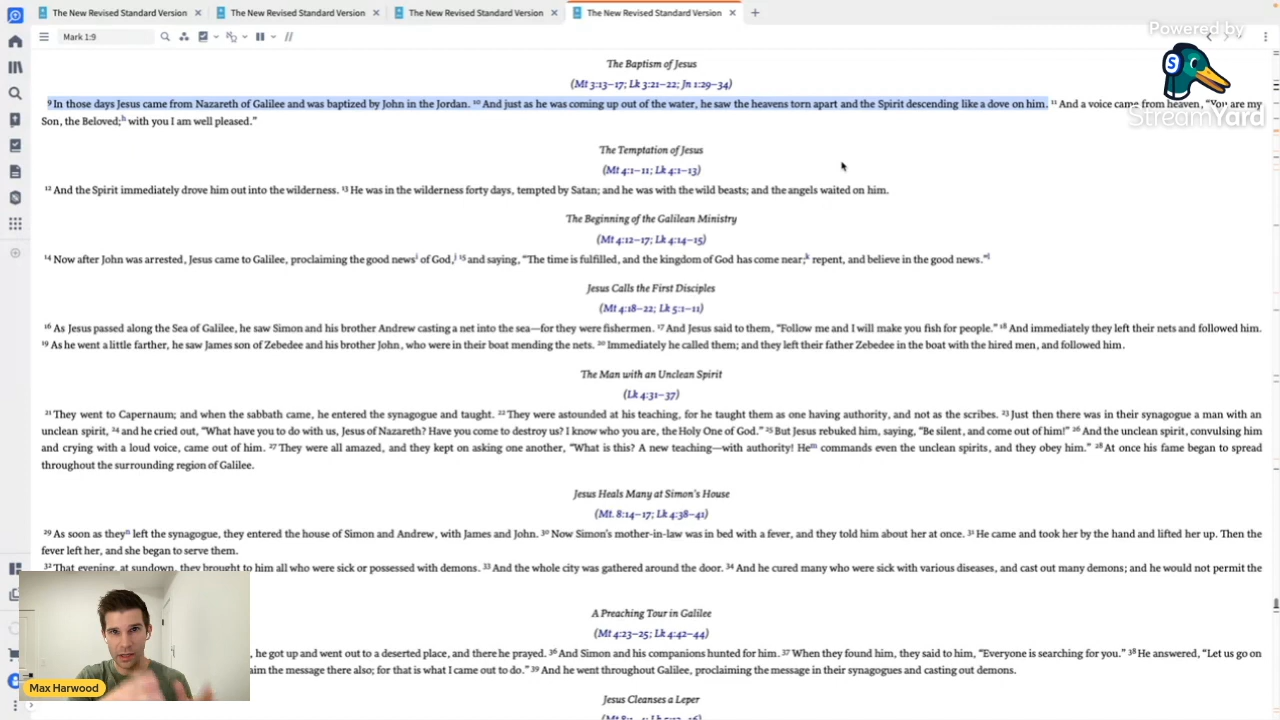 The New Revised Standard Version × The New Revised Standard Version × The New Revised Standard Version × The New Revised Standard Version × +
Mark 1:9
Powered by
StreamYard
The Baptism of Jesus
(Mt 3:13–17; Lk 3:21–22; Jn 1:29–34)
9 In those days Jesus came from Nazareth of Galilee and was baptized by John in the Jordan. 10 And just as he was coming up out of the water, he saw the heavens torn apart and the Spirit descending like a dove on him. 11 And a voice came from heaven, “You are my
Son, the Beloved;h with you I am well pleased.”
The Temptation of Jesus
(Mt 4:1–11; Lk 4:1–13)
12 And the Spirit immediately drove him out into the wilderness. 13 He was in the wilderness forty days, tempted by Satan; and he was with the wild beasts; and the angels waited on him.
The Beginning of the Galilean Ministry
(Mt 4:12–17; Lk 4:14–15)
14 Now after John was arrested, Jesus came to Galilee, proclaiming the good newsi of God,j 15 and saying, “The time is fulfilled, and the kingdom of God has come near;k repent, and believe in the good news.”l
Jesus Calls the First Disciples
(Mt 4:18–22; Lk 5:1–11)
16 As Jesus passed along the Sea of Galilee, he saw Simon and his brother Andrew casting a net into the sea—for they were fishermen. 17 And Jesus said to them, “Follow me and I will make you fish for people.” 18 And immediately they left their nets and followed him.
19 As he went a little farther, he saw James son of Zebedee and his brother John, who were in their boat mending the nets. 20 Immediately he called them; and they left their father Zebedee in the boat with the hired men, and followed him.
The Man with an Unclean Spirit
(Lk 4:31–37)
21 They went to Capernaum; and when the sabbath came, he entered the synagogue and taught. 22 They were astounded at his teaching, for he taught them as one having authority, and not as the scribes. 23 Just then there was in their synagogue a man with an
unclean spirit, 24 and he cried out, “What have you to do with us, Jesus of Nazareth? Have you come to destroy us? I know who you are, the Holy One of God.” 25 But Jesus rebuked him, saying, “Be silent, and come out of him!” 26 And the unclean spirit, convulsing him
and crying with a loud voice, came out of him. 27 They were all amazed, and they kept on asking one another, “What is this? A new teaching—with authority! Hem commands even the unclean spirits, and they obey him.” 28 At once his fame began to spread
throughout the surrounding region of Galilee.
Jesus Heals Many at Simon’s House
(Mt. 8:14–17; Lk 4:38–41)
29 As soon as theyn left the synagogue, they entered the house of Simon and Andrew, with James and John. 30 Now Simon’s mother-in-law was in bed with a fever, and they told him about her at once. 31 He came and took her by the hand and lifted her up. Then the
fever left her, and she began to serve them.
32 That evening, at sundown, they brought to him all who were sick or possessed with demons. 33 And the whole city was gathered around the door. 34 And he cured many who were sick with various diseases, and cast out many demons; and he would not permit the
A Preaching Tour in Galilee
(Mt 4:23–25; Lk 4:42–44)
, he got up and went out to a deserted place, and there he prayed. 36 And Simon and his companions hunted for him. 37 When they found him, they said to him, “Everyone is searching for you.” 38 He answered, “Let us go on
aim the message there also; for that is what I came out to do.” 39 And he went throughout Galilee, proclaiming the message in their synagogues and casting out demons.
Max Harwood
Jesus Cleanses a Leper